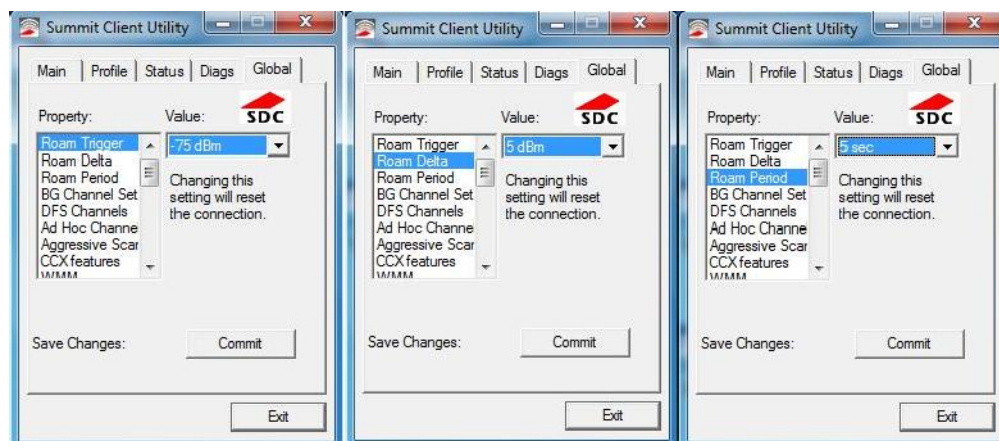 Summit Client Utility
Main Profile Status Diags Global
Property: Value: SDC
Roam Trigger
Roam Delta
Roam Period
BG Channel Set
DFS Channels
Ad Hoc Channe
Aggressive Scar
CCX features
WMM
-75 dBm
Changing this
setting will reset
the connection.
Save Changes: Commit
Exit
Summit Client Utility
Main Profile Status Diags Global
Property: Value: SDC
Roam Trigger
Roam Delta
Roam Period
BG Channel Set
DFS Channels
Ad Hoc Channe
Aggressive Scar
CCX features
WMM
5 dBm
Changing this
setting will reset
the connection.
Save Changes: Commit
Exit
Summit Client Utility
Main Profile Status Diags Global
Property: Value: SDC
Roam Trigger
Roam Delta
Roam Period
BG Channel Set
DFS Channels
Ad Hoc Channe
Aggressive Scar
CCX features
WMM
5 sec
Changing this
setting will reset
the connection.
Save Changes: Commit
Exit